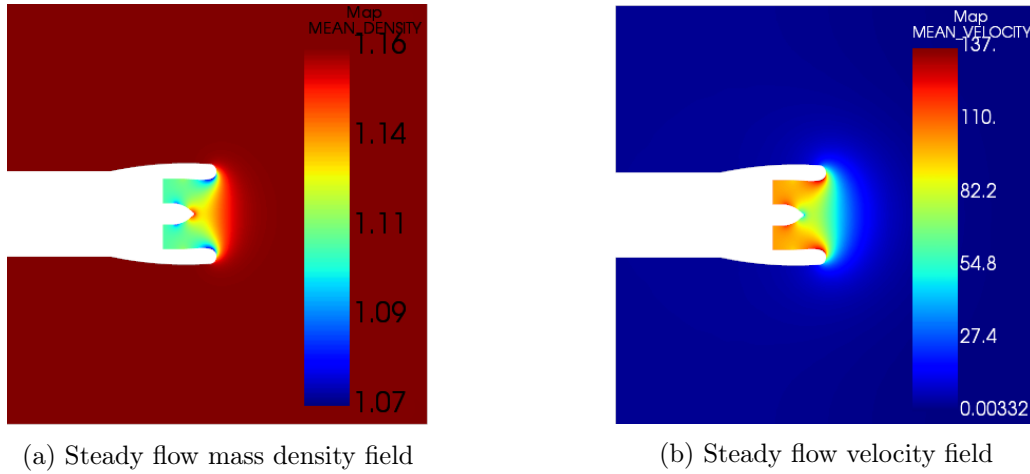 Map
MEAN_DENSITY
1.16
1.14
1.11
1.09
1.07
(a) Steady flow mass density field
Map
MEAN_VELOCITY
137.
110.
82.2
54.8
27.4
0.00332
(b) Steady flow velocity field